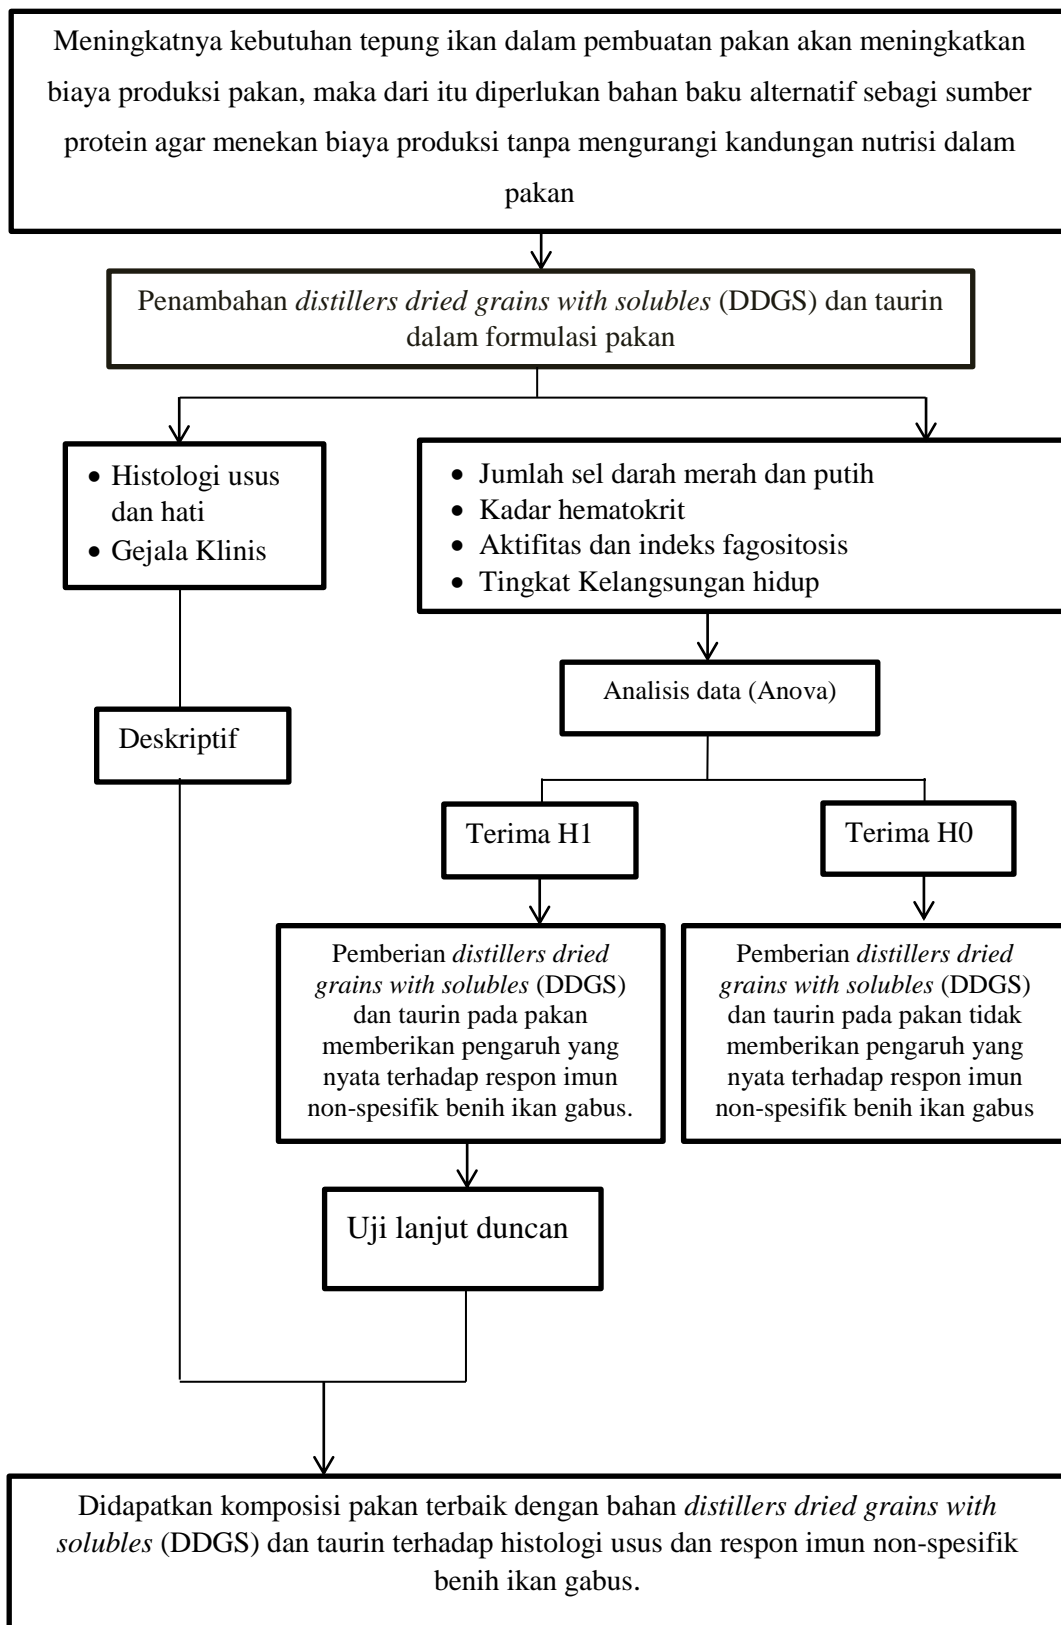 Meningkatnya kebutuhan tepung ikan dalam pembuatan pakan akan meningkatkan
biaya produksi pakan, maka dari itu diperlukan bahan baku alternatif sebagi sumber
protein agar menekan biaya produksi tanpa mengurangi kandungan nutrisi dalam
pakan
Penambahan distillers dried grains with solubles (DDGS) dan taurin
dalam formulasi pakan
• Histologi usus
dan hati
• Gejala Klinis
• Jumlah sel darah merah dan putih
• Kadar hematokrit
• Aktifitas dan indeks fagositosis
• Tingkat Kelangsungan hidup
Analisis data (Anova)
Deskriptif
Terima H1
Terima H0
Pemberian distillers dried
grains with solubles (DDGS)
dan taurin pada pakan
memberikan pengaruh yang
nyata terhadap respon imun
non-spesifik benih ikan gabus.
Pemberian distillers dried
grains with solubles (DDGS)
dan taurin pada pakan tidak
memberikan pengaruh yang
nyata terhadap respon imun
non-spesifik benih ikan gabus
Uji lanjut duncan
Didapatkan komposisi pakan terbaik dengan bahan distillers dried grains with
solubles (DDGS) dan taurin terhadap histologi usus dan respon imun non-spesifik
benih ikan gabus.